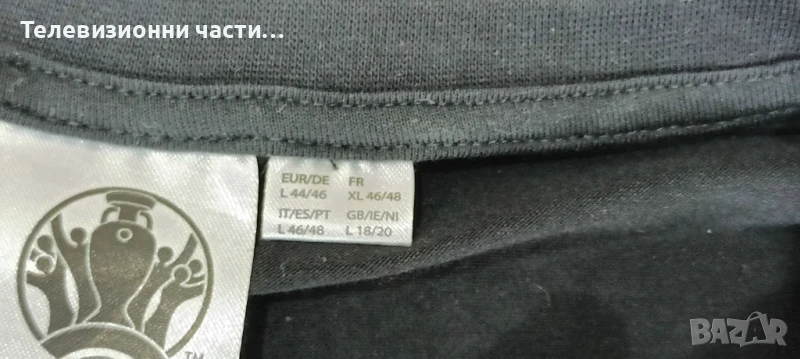 Телевизионни части...
EUR/DE FR
L 44/46 XL 46/48
IT/ES/PT GB/IE/NI
L 46/48 L 18/20
TM
BAZAR